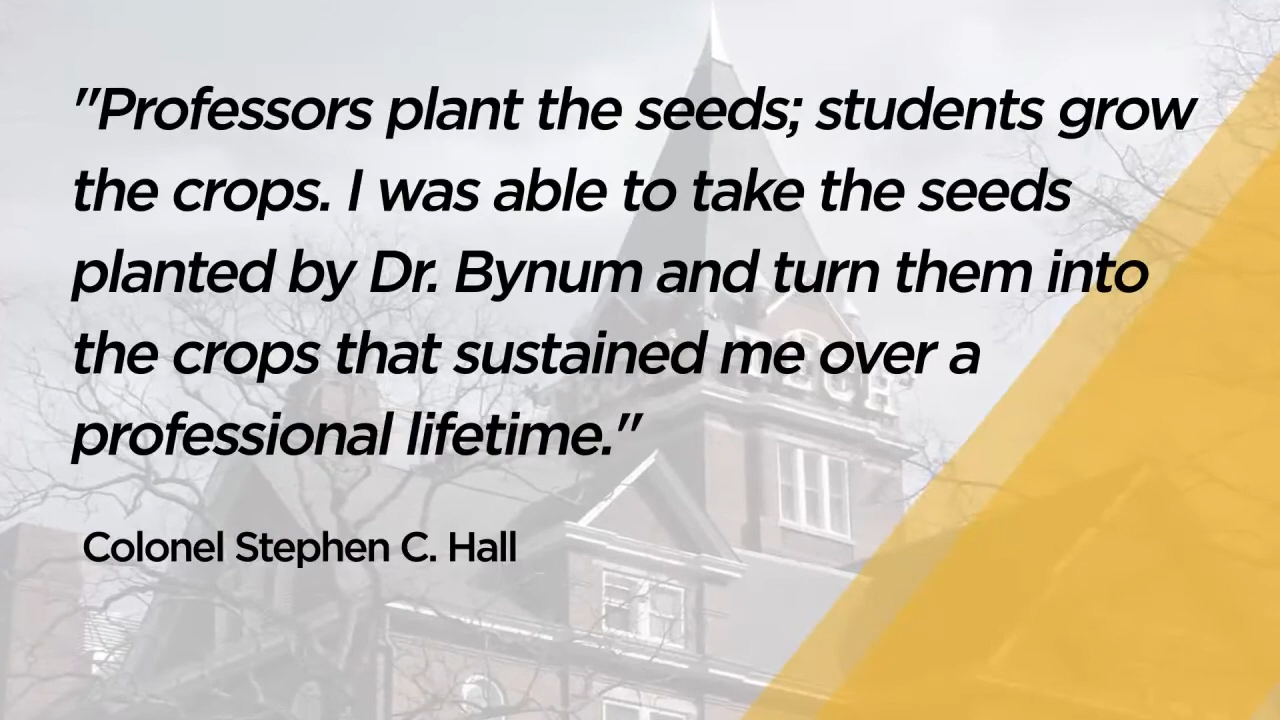 "Professors plant the seeds; students grow
the crops. I was able to take the seeds
planted by Dr. Bynum and turn them into
the crops that sustained me over a
professional lifetime."
Colonel Stephen C. Hall
TECH